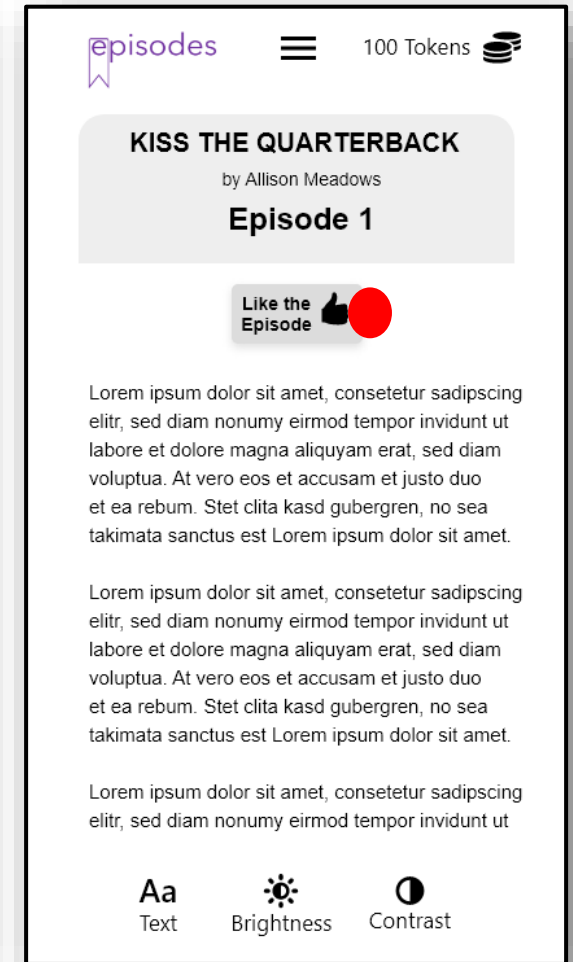 episodes
100 Tokens
KISS THE QUARTERBACK
by Allison Meadows
Episode 1
Like the
Episode
Lorem ipsum dolor sit amet, consetetur sadipscing
elitr, sed diam nonumy eirmod tempor invidunt ut
labore et dolore magna aliquyam erat, sed diam
voluptua. At vero eos et accusam et justo duo
et ea rebum. Stet clita kasd gubergren, no sea
takimata sanctus est Lorem ipsum dolor sit amet.
Lorem ipsum dolor sit amet, consetetur sadipscing
elitr, sed diam nonumy eirmod tempor invidunt ut
labore et dolore magna aliquyam erat, sed diam
voluptua. At vero eos et accusam et justo duo
et ea rebum. Stet clita kasd gubergren, no sea
takimata sanctus est Lorem ipsum dolor sit amet.
Lorem ipsum dolor sit amet, consetetur sadipscing
elitr, sed diam nonumy eirmod tempor invidunt ut
Aa
Text
Brightness
Contrast